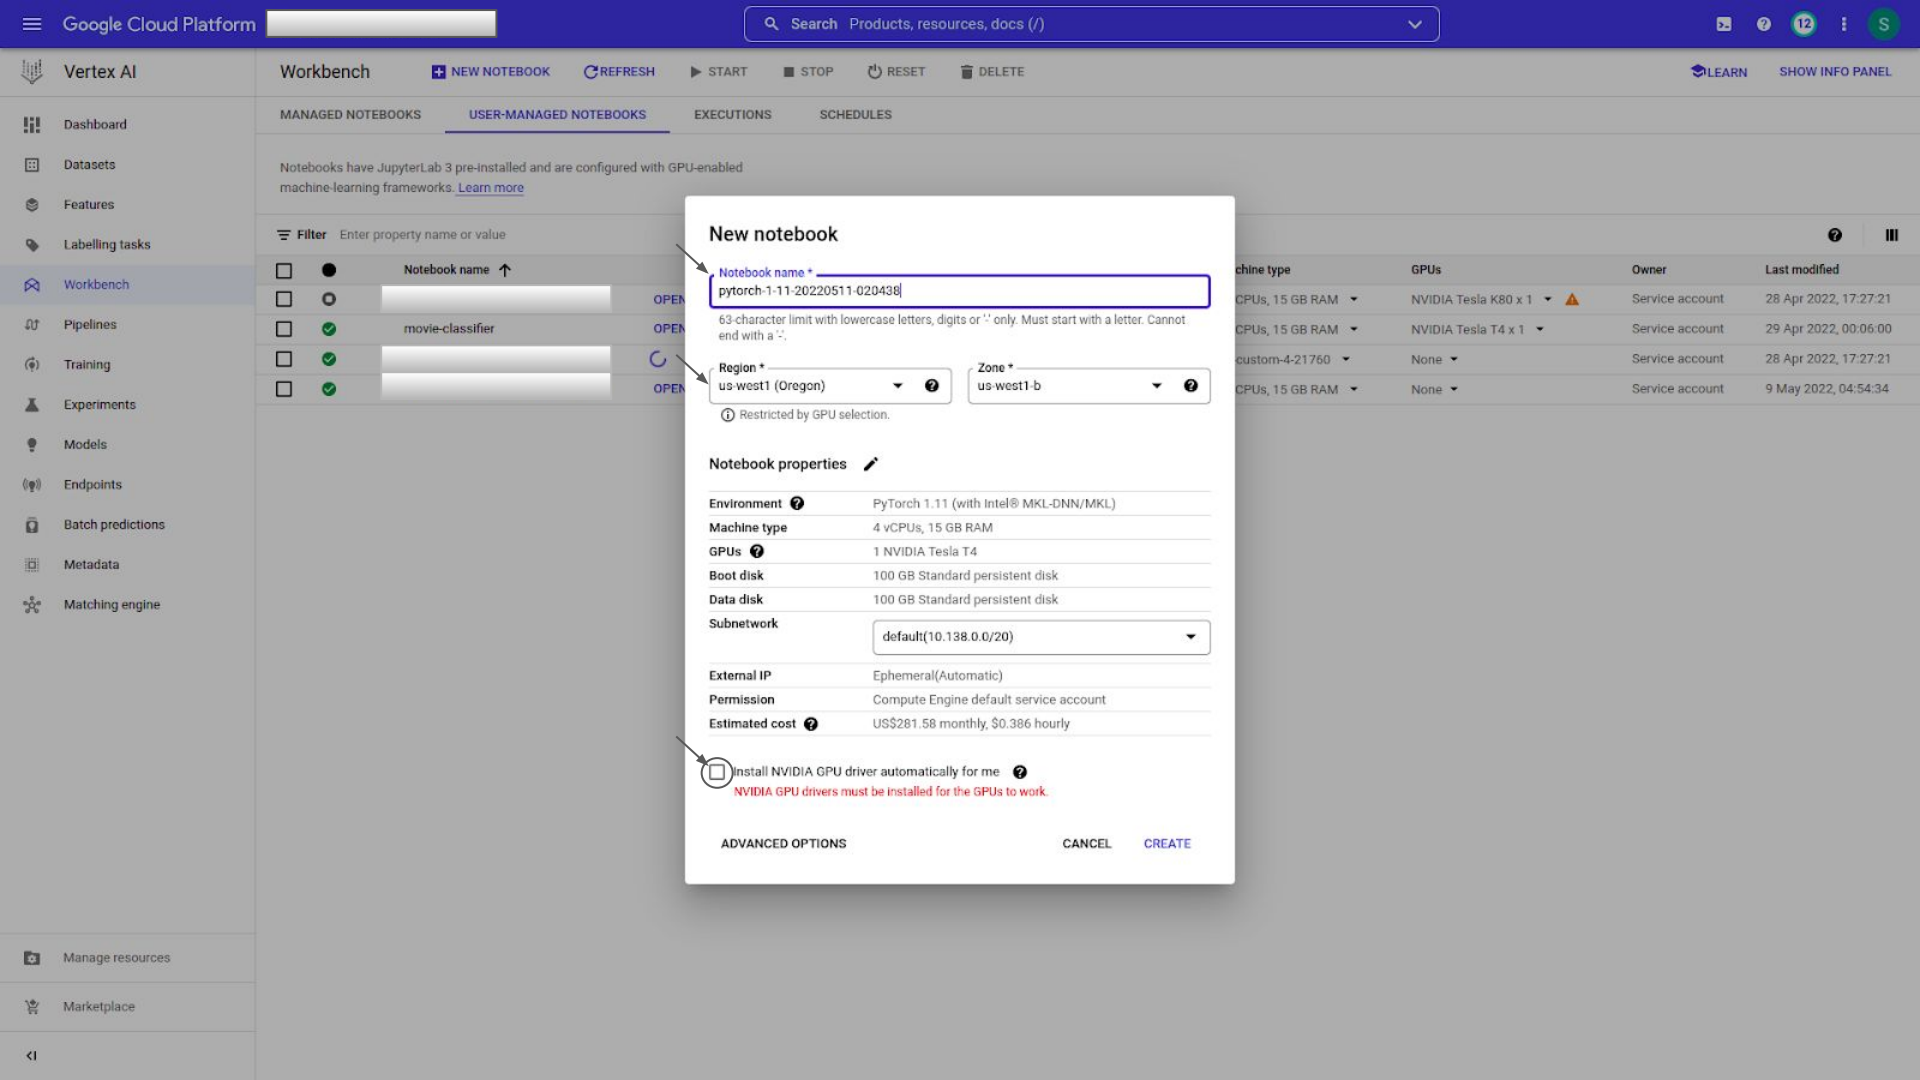 Google Cloud Platform
Search Products, resources, docs (/)
12
S
Vertex AI
Workbench
NEW NOTEBOOK
REFRESH
START
STOP
RESET
DELETE
LEARN
SHOW INFO PANEL
MANAGED NOTEBOOKS
USER-MANAGED NOTEBOOKS
EXECUTIONS
SCHEDULES
Dashboard
Datasets
Features
Labelling tasks
Workbench
Pipelines
Training
Experiments
Models
Endpoints
Batch predictions
Metadata
Matching engine
Manage resources
Marketplace
Notebooks have JupyterLab 3 pre-installed and are configured with GPU-enabled
machine-learning frameworks. Learn more
Filter Enter property name or value
Notebook name
chine type
GPUs
Owner
Last modified
OPEN
CPUs, 15 GB RAM
NVIDIA Tesla K80 x 1
Service account
28 Apr 2022, 17:27:21
movie-classifier
OPEN
CPUs, 15 GB RAM
NVIDIA Tesla T4 x 1
Service account
29 Apr 2022, 00:06:00
custom-4-21760
None
Service account
28 Apr 2022, 17:27:21
OPEN
CPUs, 15 GB RAM
None
Service account
9 May 2022, 04:54:34
New notebook
Notebook name *
pytorch-1-11-20220511-020438
63-character limit with lowercase letters, digits or '-' only. Must start with a letter. Cannot
end with a '-'.
Region *
us-west1 (Oregon)
Zone *
us-west1-b
Restricted by GPU selection.
Notebook properties
Environment PyTorch 1.11 (with Intel® MKL-DNN/MKL)
Machine type 4 vCPUs, 15 GB RAM
GPUs 1 NVIDIA Tesla T4
Boot disk 100 GB Standard persistent disk
Data disk 100 GB Standard persistent disk
Subnetwork default(10.138.0.0/20)
External IP Ephemeral(Automatic)
Permission Compute Engine default service account
Estimated cost US$281.58 monthly, $0.386 hourly
Install NVIDIA GPU driver automatically for me
NVIDIA GPU drivers must be installed for the GPUs to work.
ADVANCED OPTIONS
CANCEL
CREATE